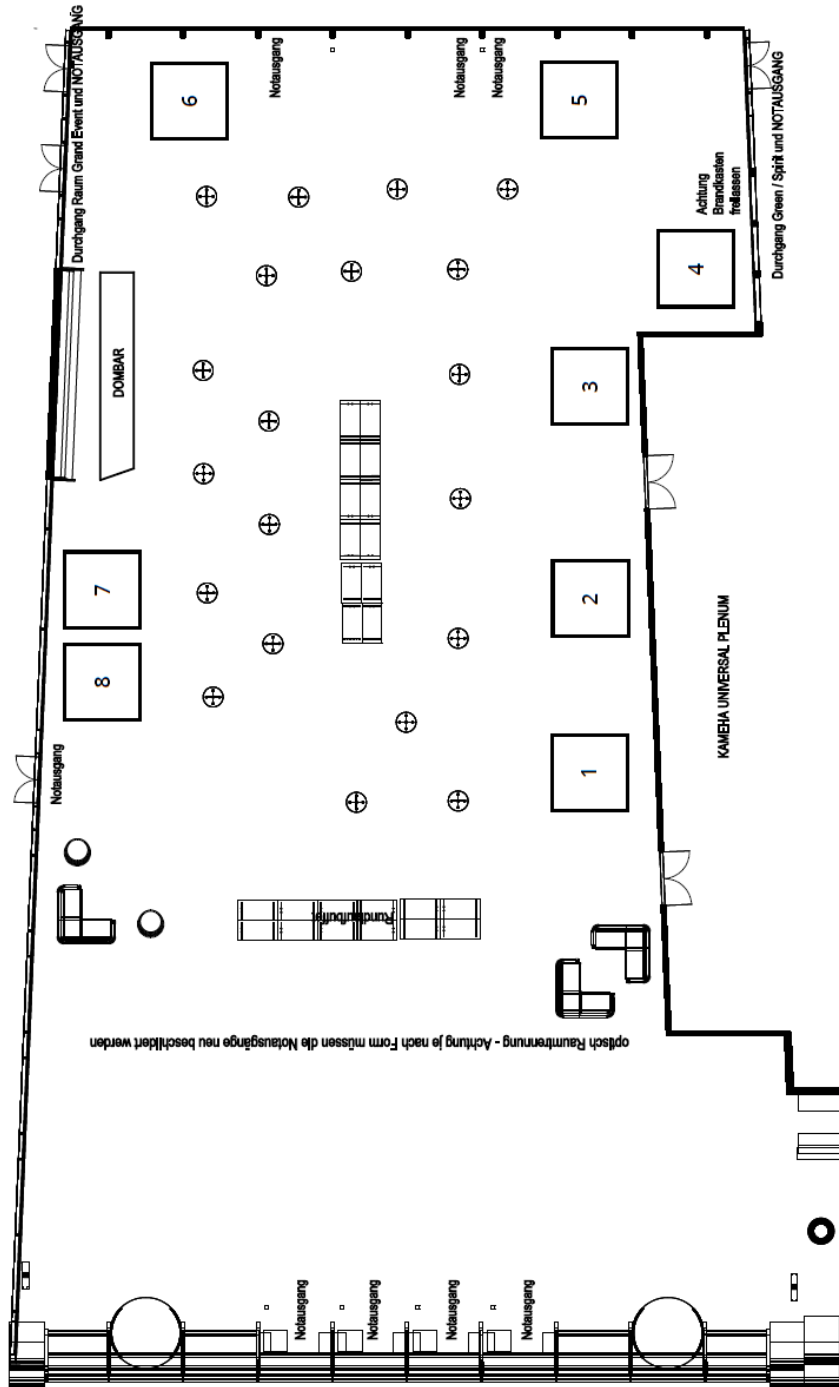 Durchgang Raum Grand Event und NOTAUSGANG
Notausgang
Notausgang
Notausgang
6
5
Achtung
Brandkasten
freilassen
Durchgang Green / Spirit und NOTAUSGANG
4
DOMBAR
3
7
2
8
KAMEHA UNIVERSAL PLENUM
Notausgang
1
Rundlaufbuffet
optisch Raumtrennung - Achtung je nach Form müssen die Notausgänge neu beschildert werden
Notausgang
Notausgang
Notausgang
Notausgang